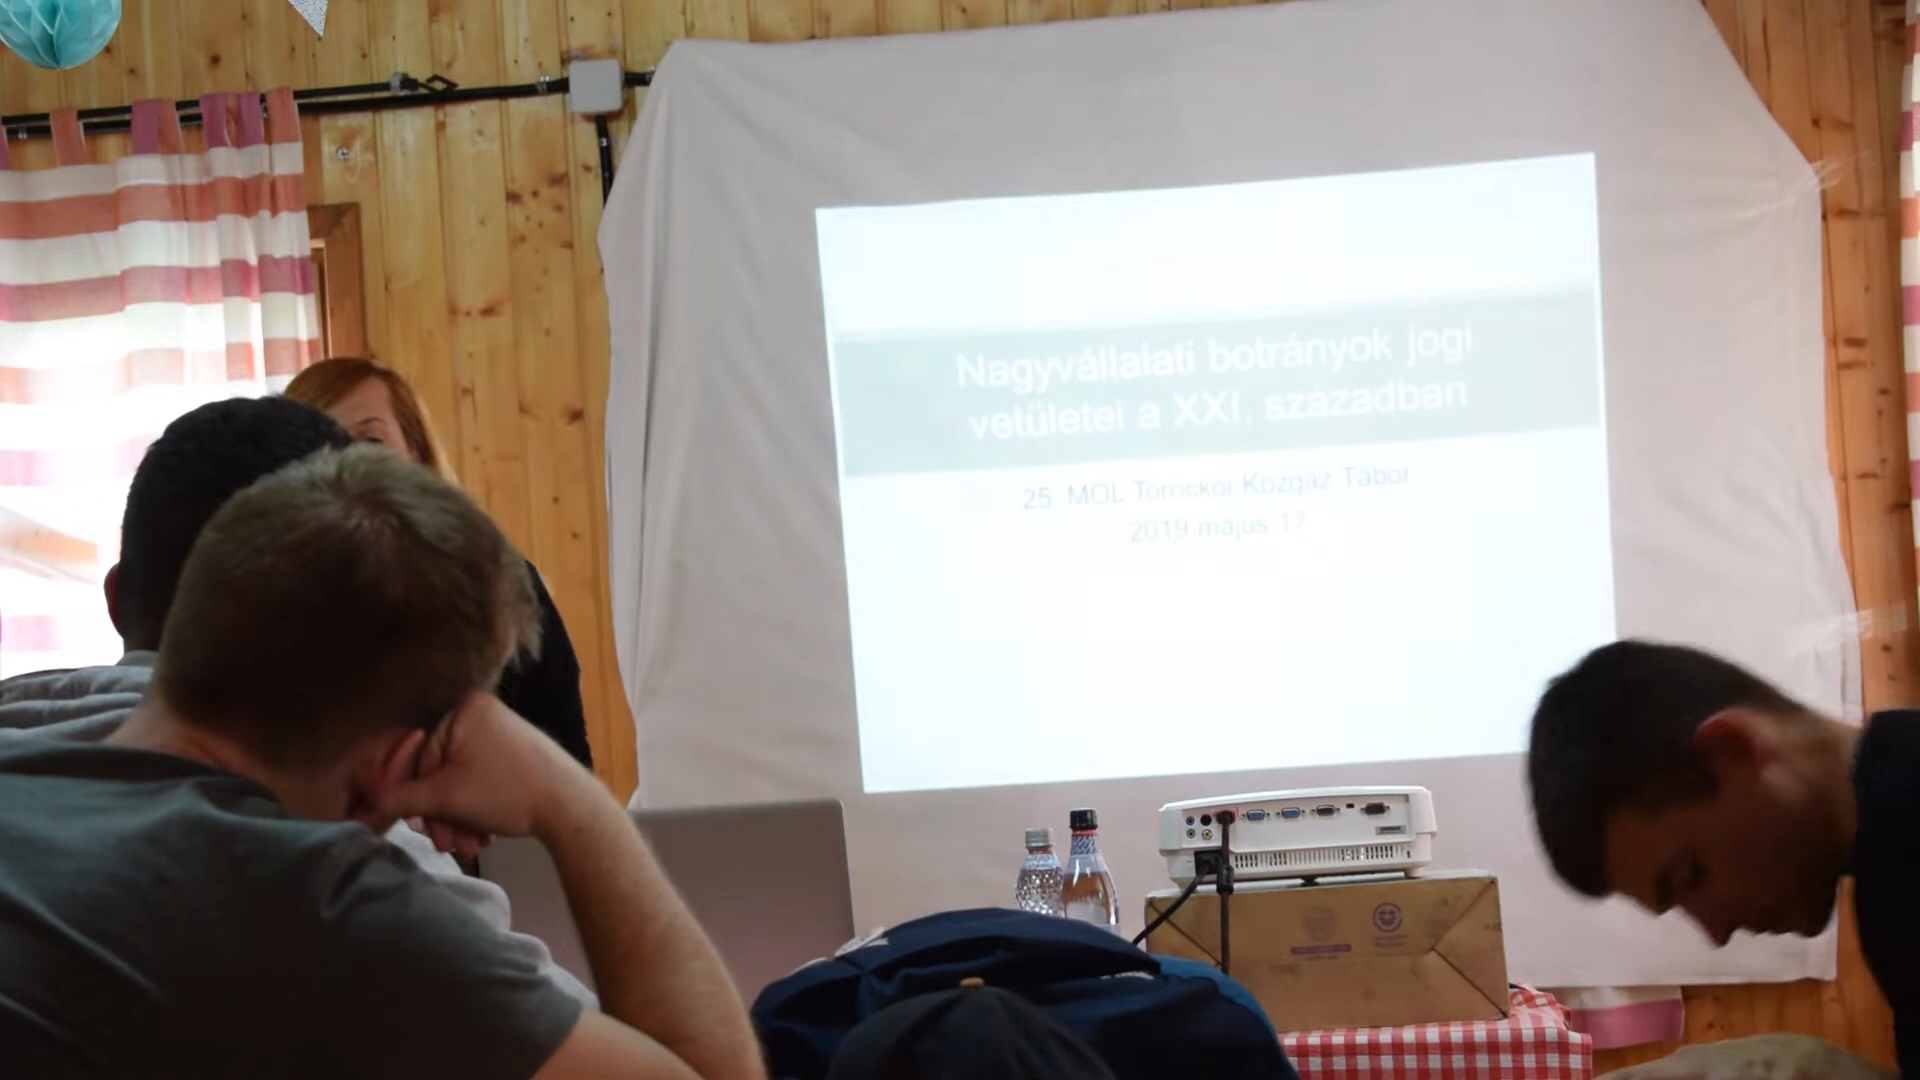 Nagyvállalati botrányok jogi
vetületei a XXI. században
25. MOL Torockói Közgáz Tábor
2019 május 17